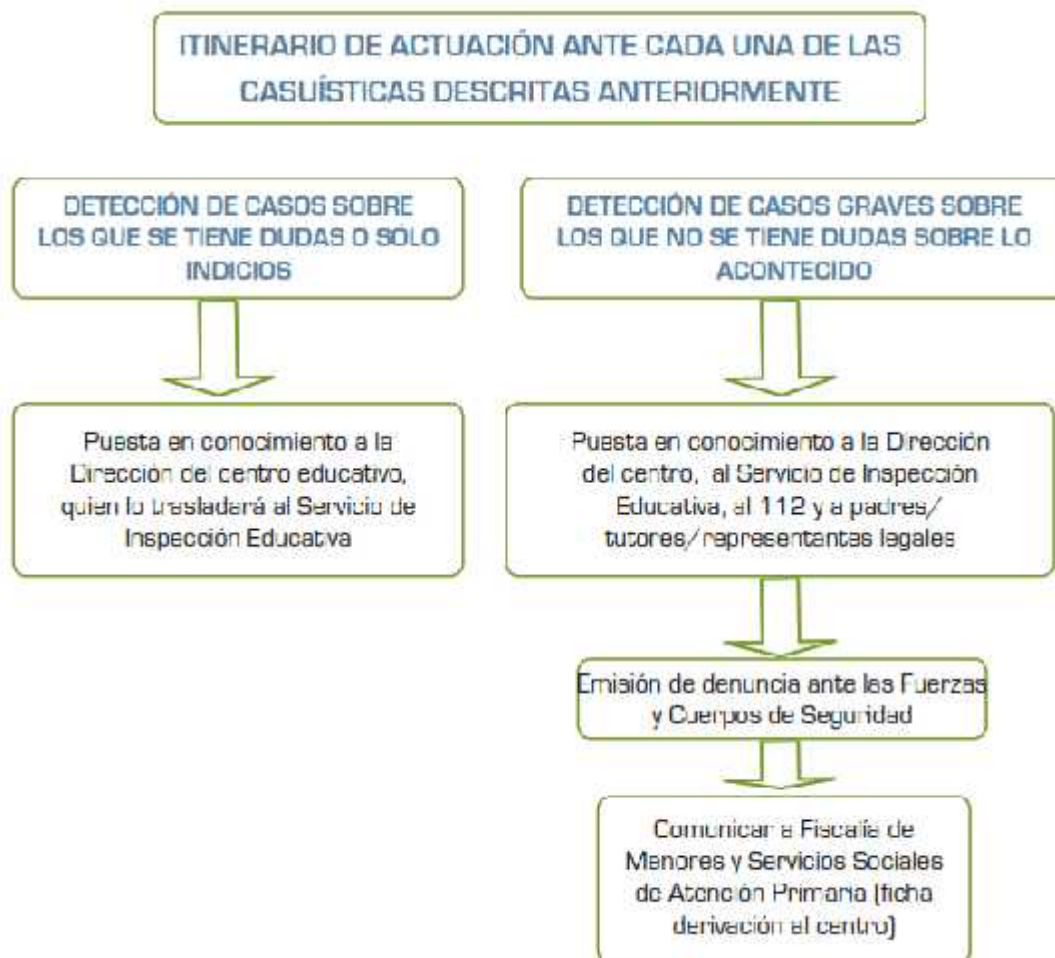 ITINERARIO DE ACTUACIÓN ANTE CADA UNA DE LAS
CASUÍSTICAS DESCRITAS ANTERIORMENTE
DETECCIÓN DE CASOS SOBRE
LOS QUE SE TIENE DUDAS O SÓLO
INDICIOS
DETECCIÓN DE CASOS GRAVES SOBRE
LOS QUE NO SE TIENE DUDAS SOBRE LO
ACONTECIDO
Puesta en conocimiento a la
Dirección del centro educativo,
quien lo trasladará al Servicio de
Inspección Educativa
Puesta en conocimiento a la Dirección
del centro, al Servicio de Inspección
Educativa, al 112 y a padres/
tutores/representantes legales
Emisión de denuncia ante las Fuerzas
y Cuerpos de Seguridad
Comunicar a Fiscalía de
Menores y Servicios Sociales
de Atención Primaria (ficha
derivación al centro)